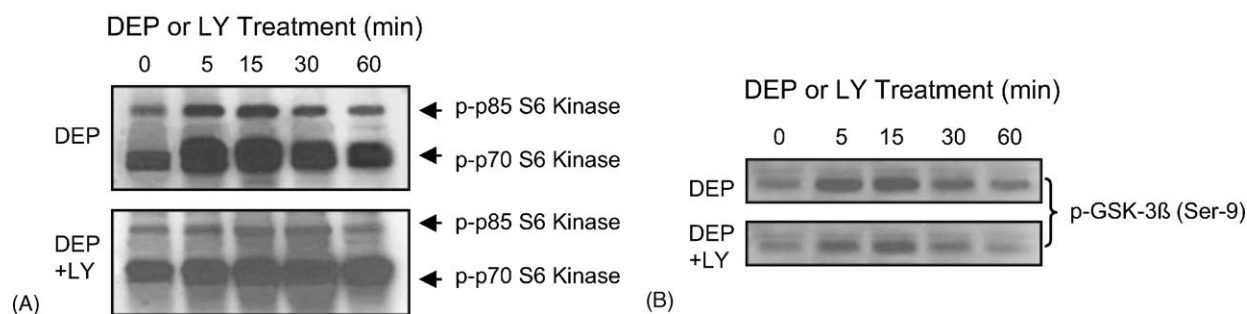 DEP or LY Treatment (min)
0 5 15 30 60
DEP
p-p85 S6 Kinase
p-p70 S6 Kinase
DEP
+LY
p-p85 S6 Kinase
p-p70 S6 Kinase
(A)
DEP or LY Treatment (min)
0 5 15 30 60
DEP
DEP
+LY
p-GSK-3ß (Ser-9)
(B)